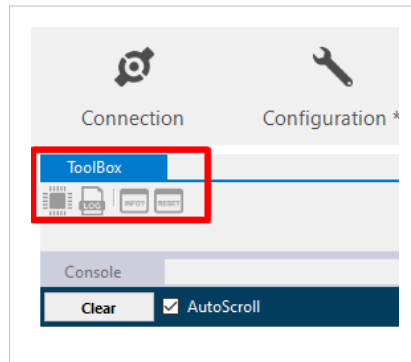 Connection
Configuration *
ToolBox
LOG
INFO?
RESET
Console
Clear
AutoScroll